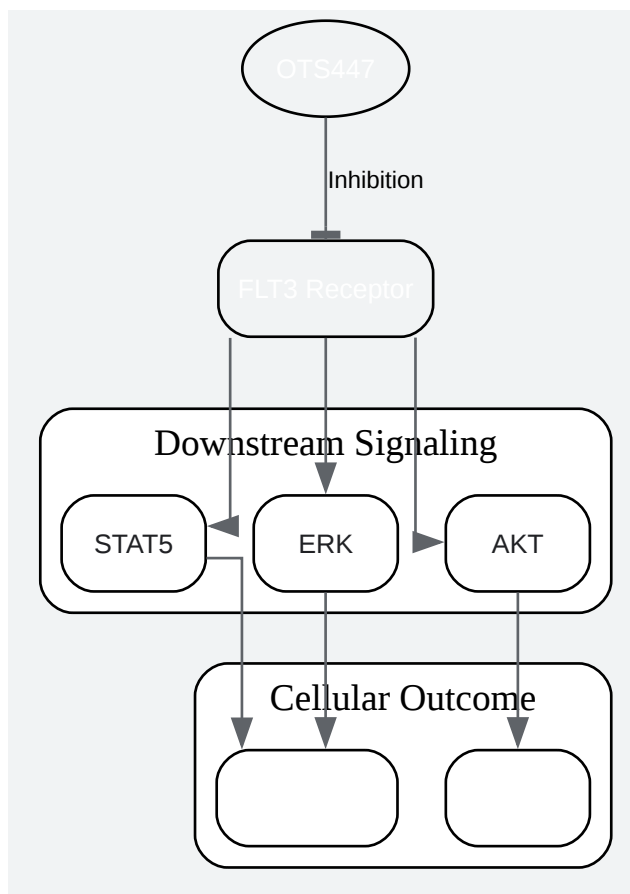 OTS447
Inhibition
FLT3 Receptor
Downstream Signaling
STAT5
ERK
AKT
Cellular Outcome